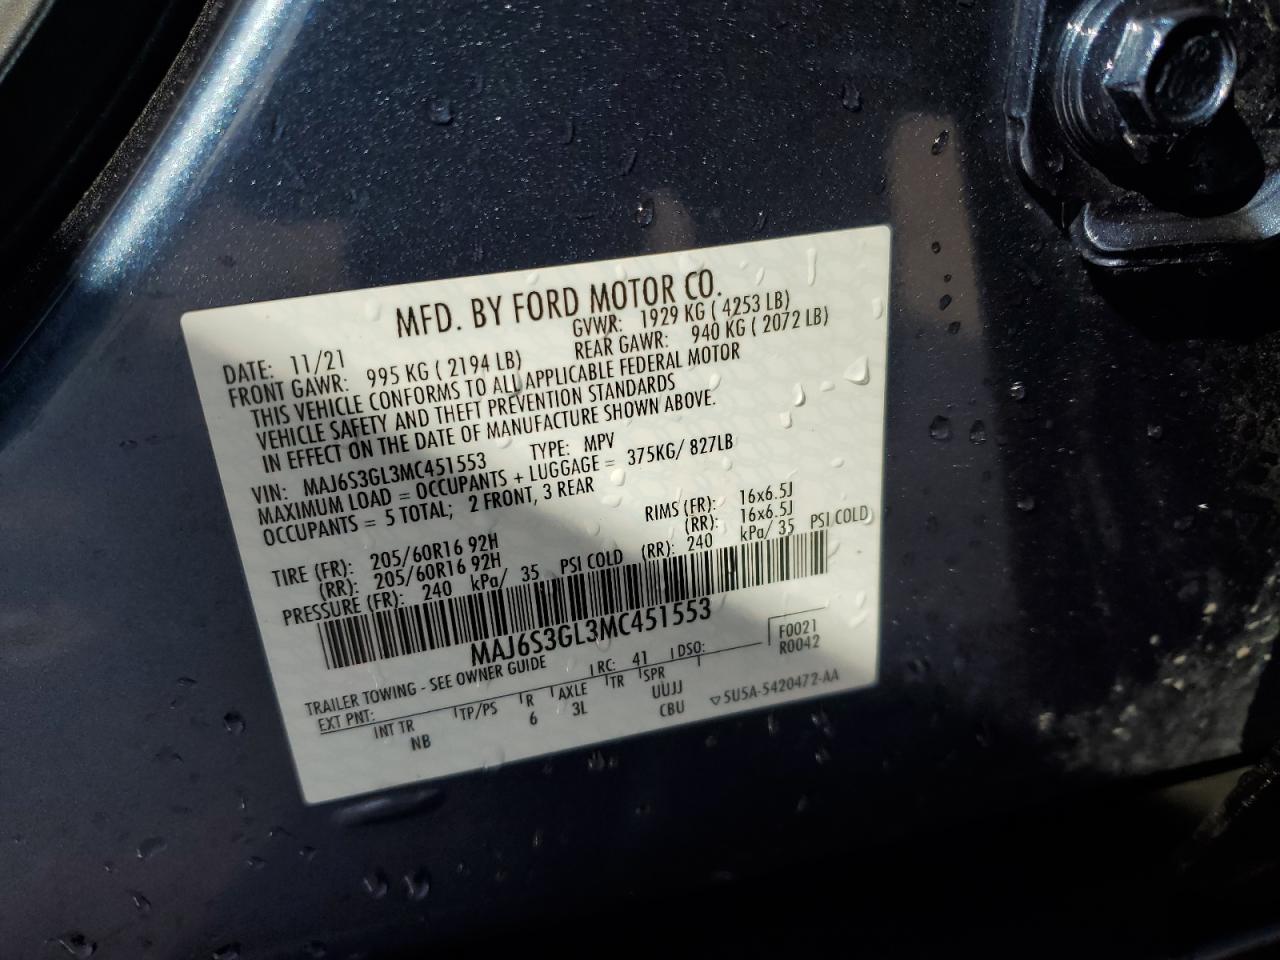 MFD. BY FORD MOTOR CO.
DATE: 11/21 GVWR: 1929 KG ( 4253 LB)
FRONT GAWR: 995 KG ( 2194 LB) REAR GAWR: 940 KG ( 2072 LB)
THIS VEHICLE CONFORMS TO ALL APPLICABLE FEDERAL MOTOR
VEHICLE SAFETY AND THEFT PREVENTION STANDARDS
IN EFFECT ON THE DATE OF MANUFACTURE SHOWN ABOVE.
VIN: MAJ6S3GL3MC451553 TYPE: MPV
MAXIMUM LOAD = OCCUPANTS + LUGGAGE = 375KG/ 827LB
OCCUPANTS = 5 TOTAL; 2 FRONT, 3 REAR
TIRE (FR): 205/60R16 92H RIMS (FR): 16x6.5J
(RR): 205/60R16 92H (RR): 16x6.5J
PRESSURE (FR): 240 kPa/ 35 PSI COLD (RR): 240 kPa/ 35 PSI COLD
MAJ6S3GL3MC451553
TRAILER TOWING - SEE OWNER GUIDE
EXT PNT: RC: 41 DSO: F0021
R0042
INT TR TP/PS R AXLE TR SPR
NB 6 3L UUJJ
CBU ▽5U5A-5420472-AA